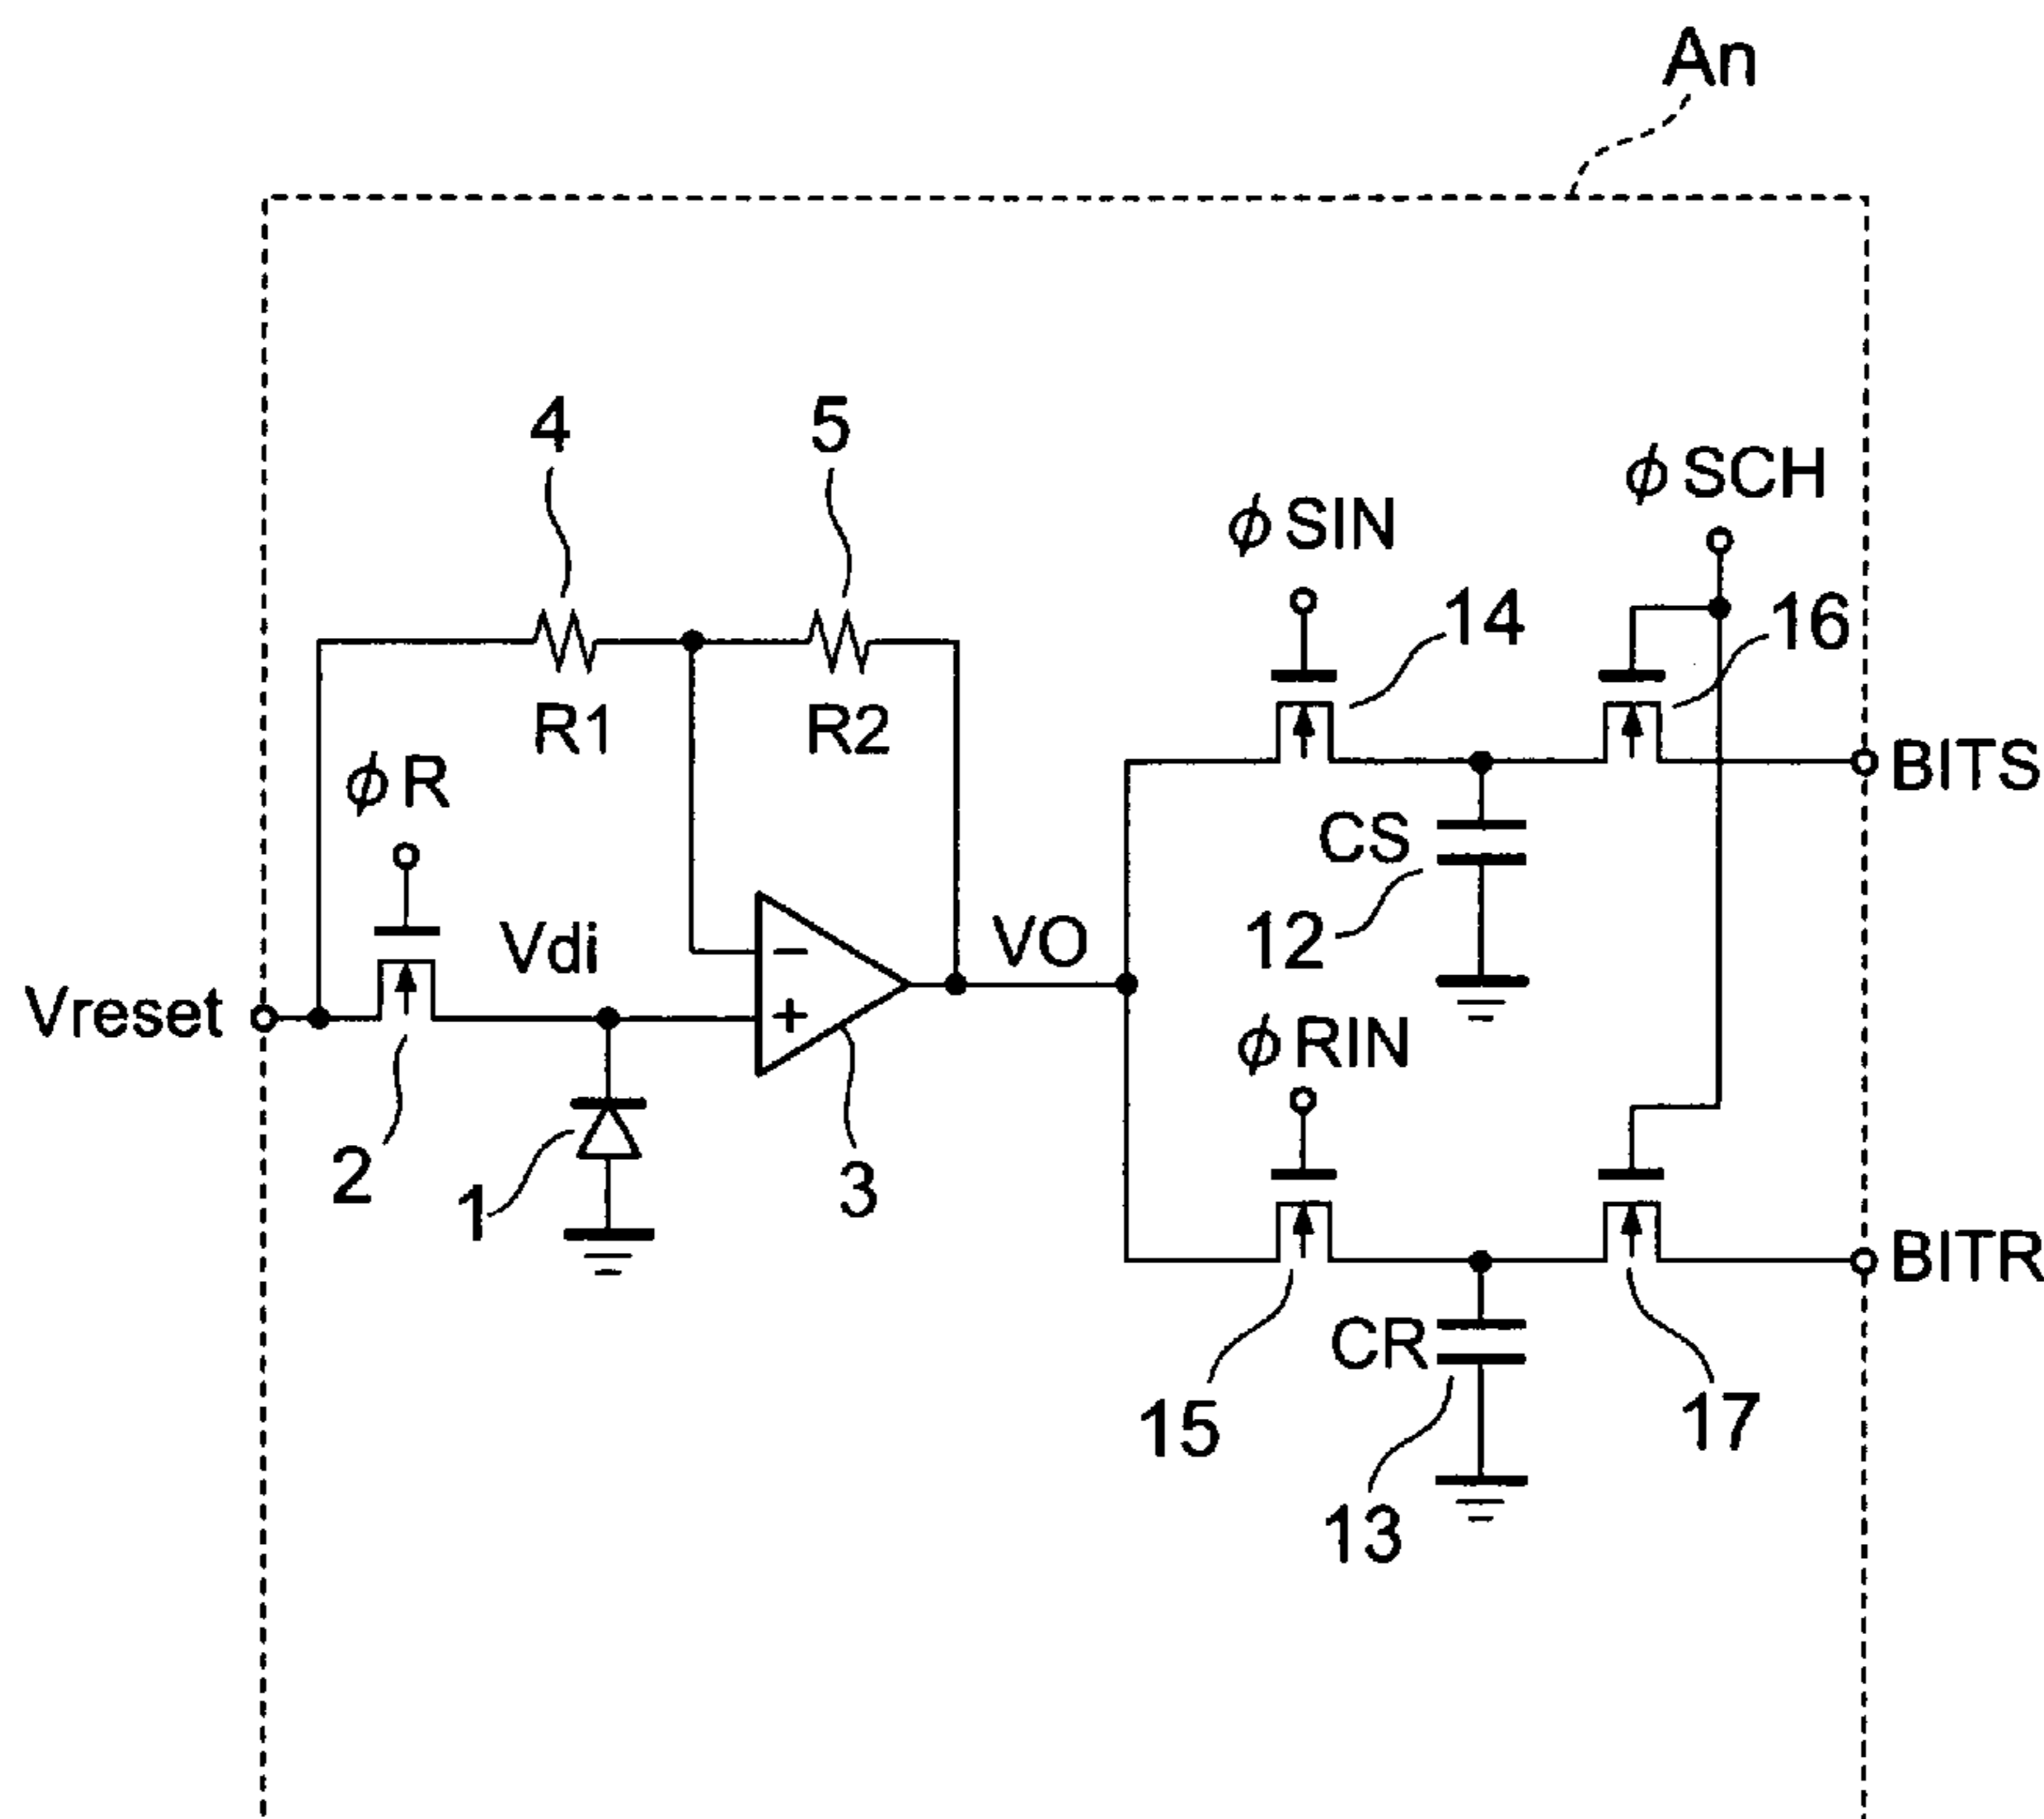 An
4
5
φSCH
φSIN
14
16
R1
R2
φR
BITS
CS
12
Vdi
VO
Vreset
−
+
φRIN
2
1
3
BITR
CR
15
17
13